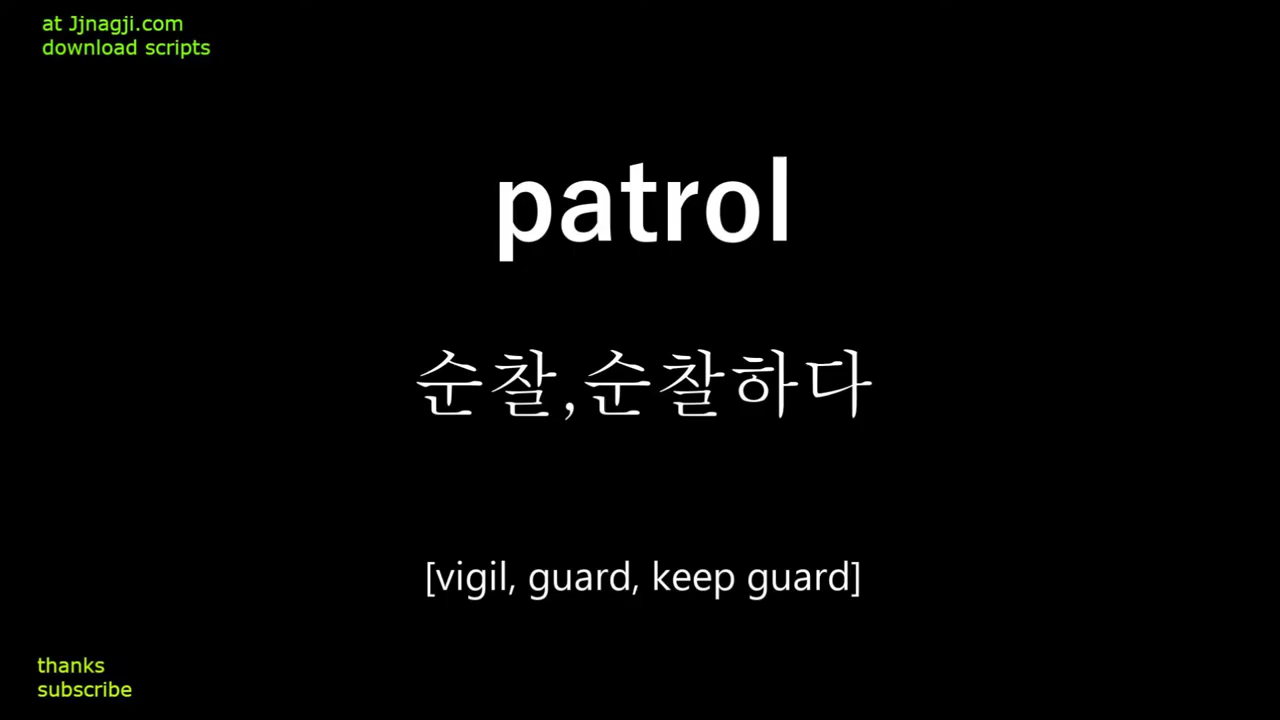 at Jjnagji.com
download scripts
patrol
순찰,순찰하다
[vigil, guard, keep guard]
thanks
subscribe